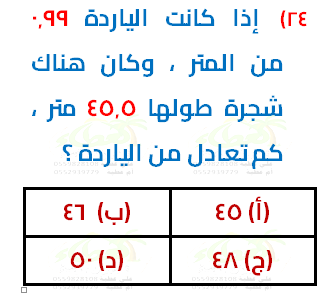 ٢٤) إذا كانت الياردة ٠,٩٩
من المتر ، وكان هناك
شجرة طولها ٤٥,٥ متر ،
كم تعادل من الياردة ؟
(أ) ٤٥ (ب) ٤٦
(ج) ٤٨ (د) ٥٠